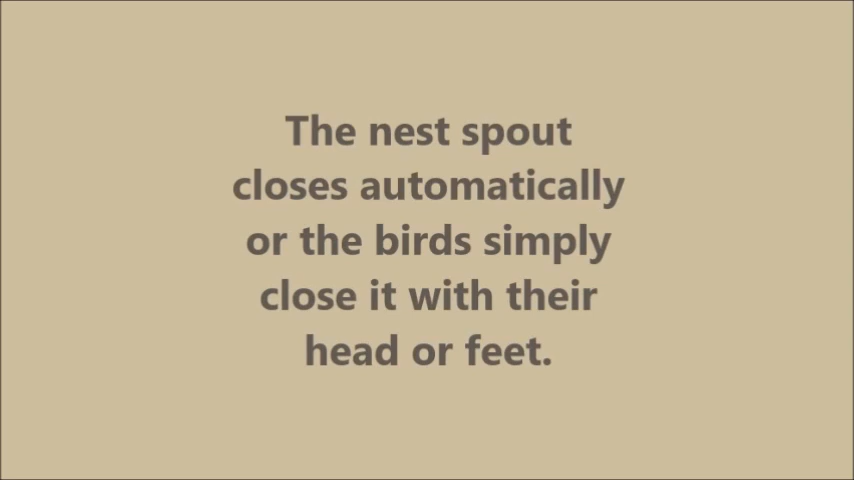 The nest spout
closes automatically
or the birds simply
close it with their
head or feet.